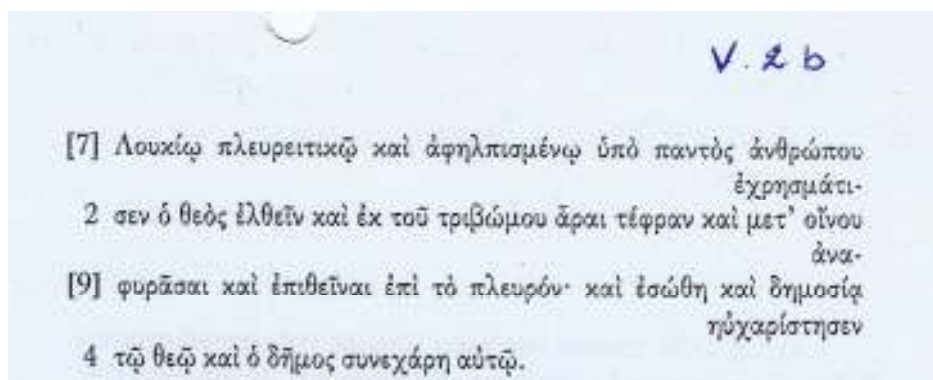 V. 2 b
[7] Λουκίῳ πλευρειτικῷ καὶ ἀφηλπισμένῳ ὑπὸ παντὸς ἀνθρώπου
ἐχρησμάτι-
2 σεν ὁ θεὸς ἐλθεῖν καὶ ἐκ τοῦ τριβώμου ἆραι τέφραν καὶ μετ’ οἴνου
ἀνα-
[9] φυρᾶσαι καὶ ἐπιθεῖναι ἐπὶ τὸ πλευρόν· καὶ ἐσώθη καὶ δημοσίᾳ
ηὐχαρίστησεν
4 τῷ θεῷ καὶ ὁ δῆμος συνεχάρη αὐτῷ.